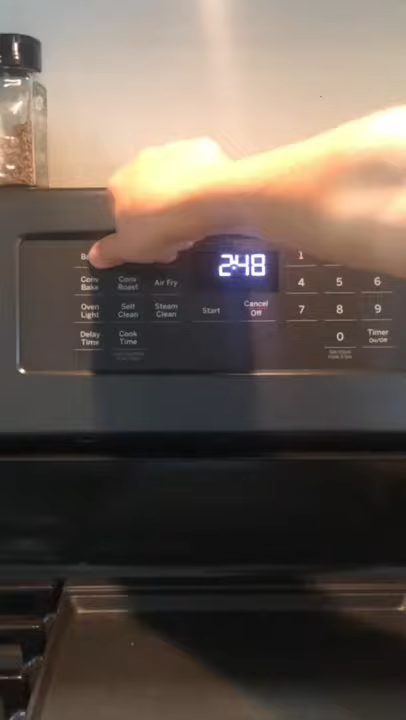 2:48
1
Conv
Bake
Conv
Roast
Air Fry
4
5
6
Oven
Light
Self
Clean
Steam
Clean
Start
Cancel
Off
7
8
9
Delay
Time
Cook
Time
0
Timer
On/Off